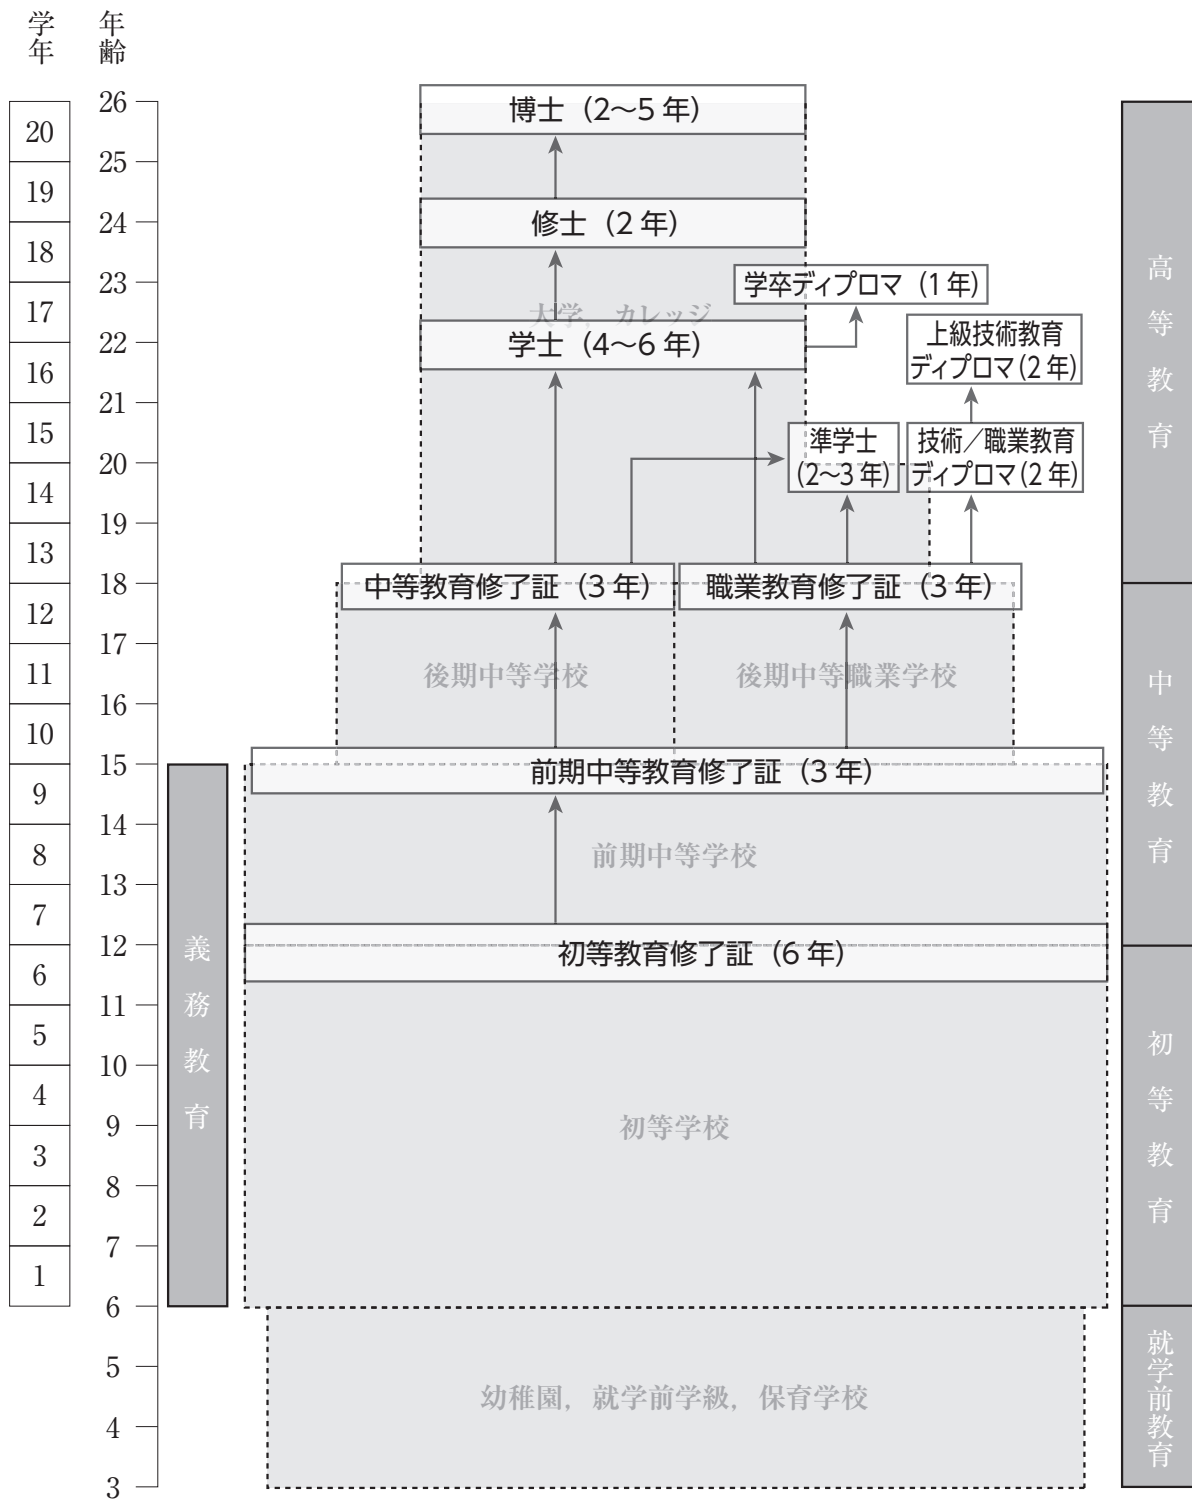 学年
年齢
26
20
25
19
24
18
23
17
22
16
21
15
20
14
19
13
18
12
17
11
16
10
15
9
14
8
13
7
12
6
11
5
10
4
9
3
8
2
7
1
6
5
4
3
義務教育
博士（2〜5 年）
修士（2 年）
学卒ディプロマ（1 年）
大学，カレッジ
学士（4〜6 年）
上級技術教育
ディプロマ（2 年）
準学士
（2〜3 年）
技術／職業教育
ディプロマ（2 年）
中等教育修了証（3 年）
職業教育修了証（3 年）
後期中等学校
後期中等職業学校
前期中等教育修了証（3 年）
前期中等学校
初等教育修了証（6 年）
初等学校
幼稚園，就学前学級，保育学校
高等教育
中等教育
初等教育
就学前教育